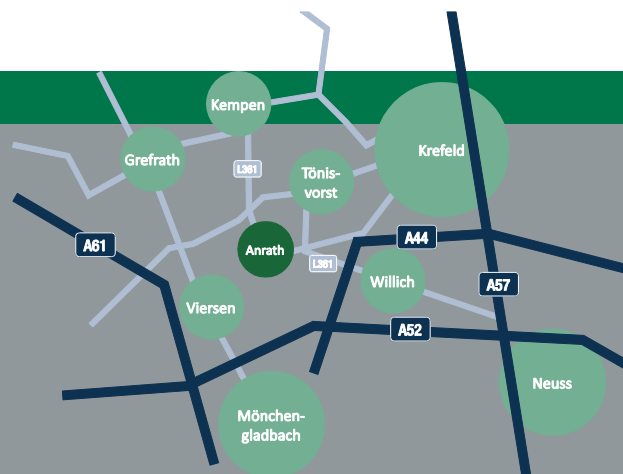 Kempen
Krefeld
Grefrath
L361
Tönis-
vorst
A61
Anrath
A44
L361
Willich
A57
Viersen
A52
Neuss
Mönchen-
gladbach